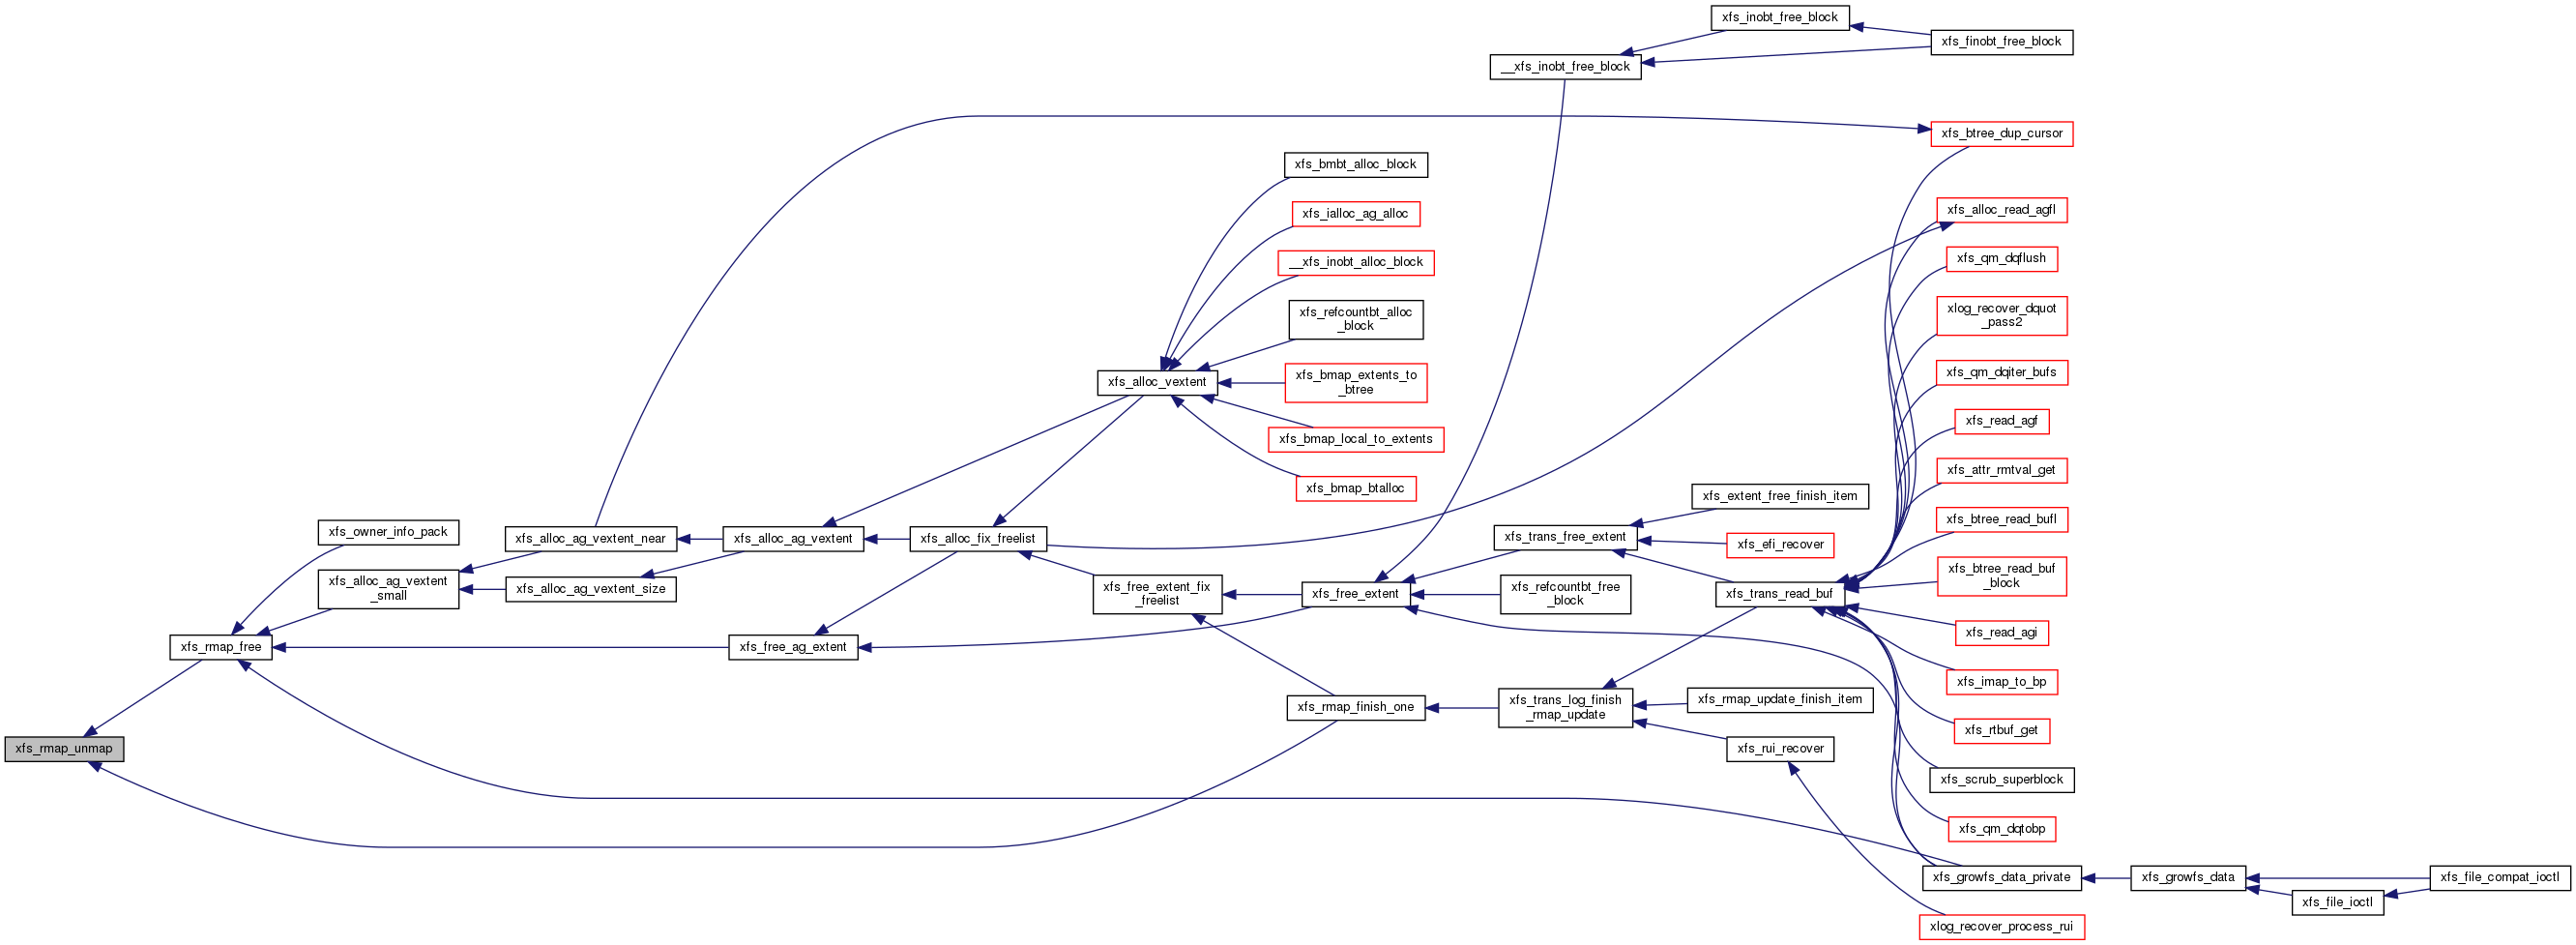 xfs_inobt_free_block
xfs_finobt_free_block
__xfs_inobt_free_block
xfs_btree_dup_cursor
xfs_bmbt_alloc_block
xfs_ialloc_ag_alloc
xfs_alloc_read_agfl
__xfs_inobt_alloc_block
xfs_qm_dqflush
xfs_refcountbt_alloc
_block
xlog_recover_dquot
_pass2
xfs_alloc_vextent
xfs_bmap_extents_to
_btree
xfs_qm_dqiter_bufs
xfs_bmap_local_to_extents
xfs_read_agf
xfs_attr_rmtval_get
xfs_bmap_btalloc
xfs_extent_free_finish_item
xfs_btree_read_bufl
xfs_owner_info_pack
xfs_alloc_ag_vextent_near
xfs_alloc_ag_vextent
xfs_alloc_fix_freelist
xfs_trans_free_extent
xfs_efi_recover
xfs_btree_read_buf
_block
xfs_alloc_ag_vextent
_small
xfs_alloc_ag_vextent_size
xfs_free_extent_fix
_freelist
xfs_free_extent
xfs_refcountbt_free
_block
xfs_trans_read_buf
xfs_read_agi
xfs_rmap_free
xfs_free_ag_extent
xfs_imap_to_bp
xfs_rmap_finish_one
xfs_trans_log_finish
_rmap_update
xfs_rmap_update_finish_item
xfs_rtbuf_get
xfs_rmap_unmap
xfs_rui_recover
xfs_scrub_superblock
xfs_qm_dqtobp
xfs_growfs_data_private
xfs_growfs_data
xfs_file_compat_ioctl
xfs_file_ioctl
xlog_recover_process_rui